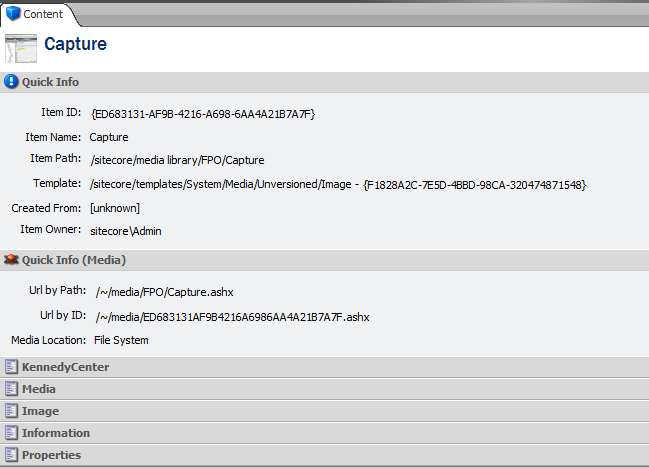 Content
Capture
Quick Info
Item ID: {ED683131-AF9B-4216-A698-6AA4A21B7A7F}
Item Name: Capture
Item Path: /sitecore/media library/FPO/Capture
Template: /sitecore/templates/System/Media/Unversioned/Image - {F1828A2C-7E5D-4BBD-98CA-320474871548}
Created From: [unknown]
Item Owner: sitecore\Admin
Quick Info (Media)
Url by Path: /~/media/FPO/Capture.ashx
Url by ID: /~/media/ED683131AF9B4216A6986AA4A21B7A7F.ashx
Media Location: File System
KennedyCenter
Media
Image
Information
Properties